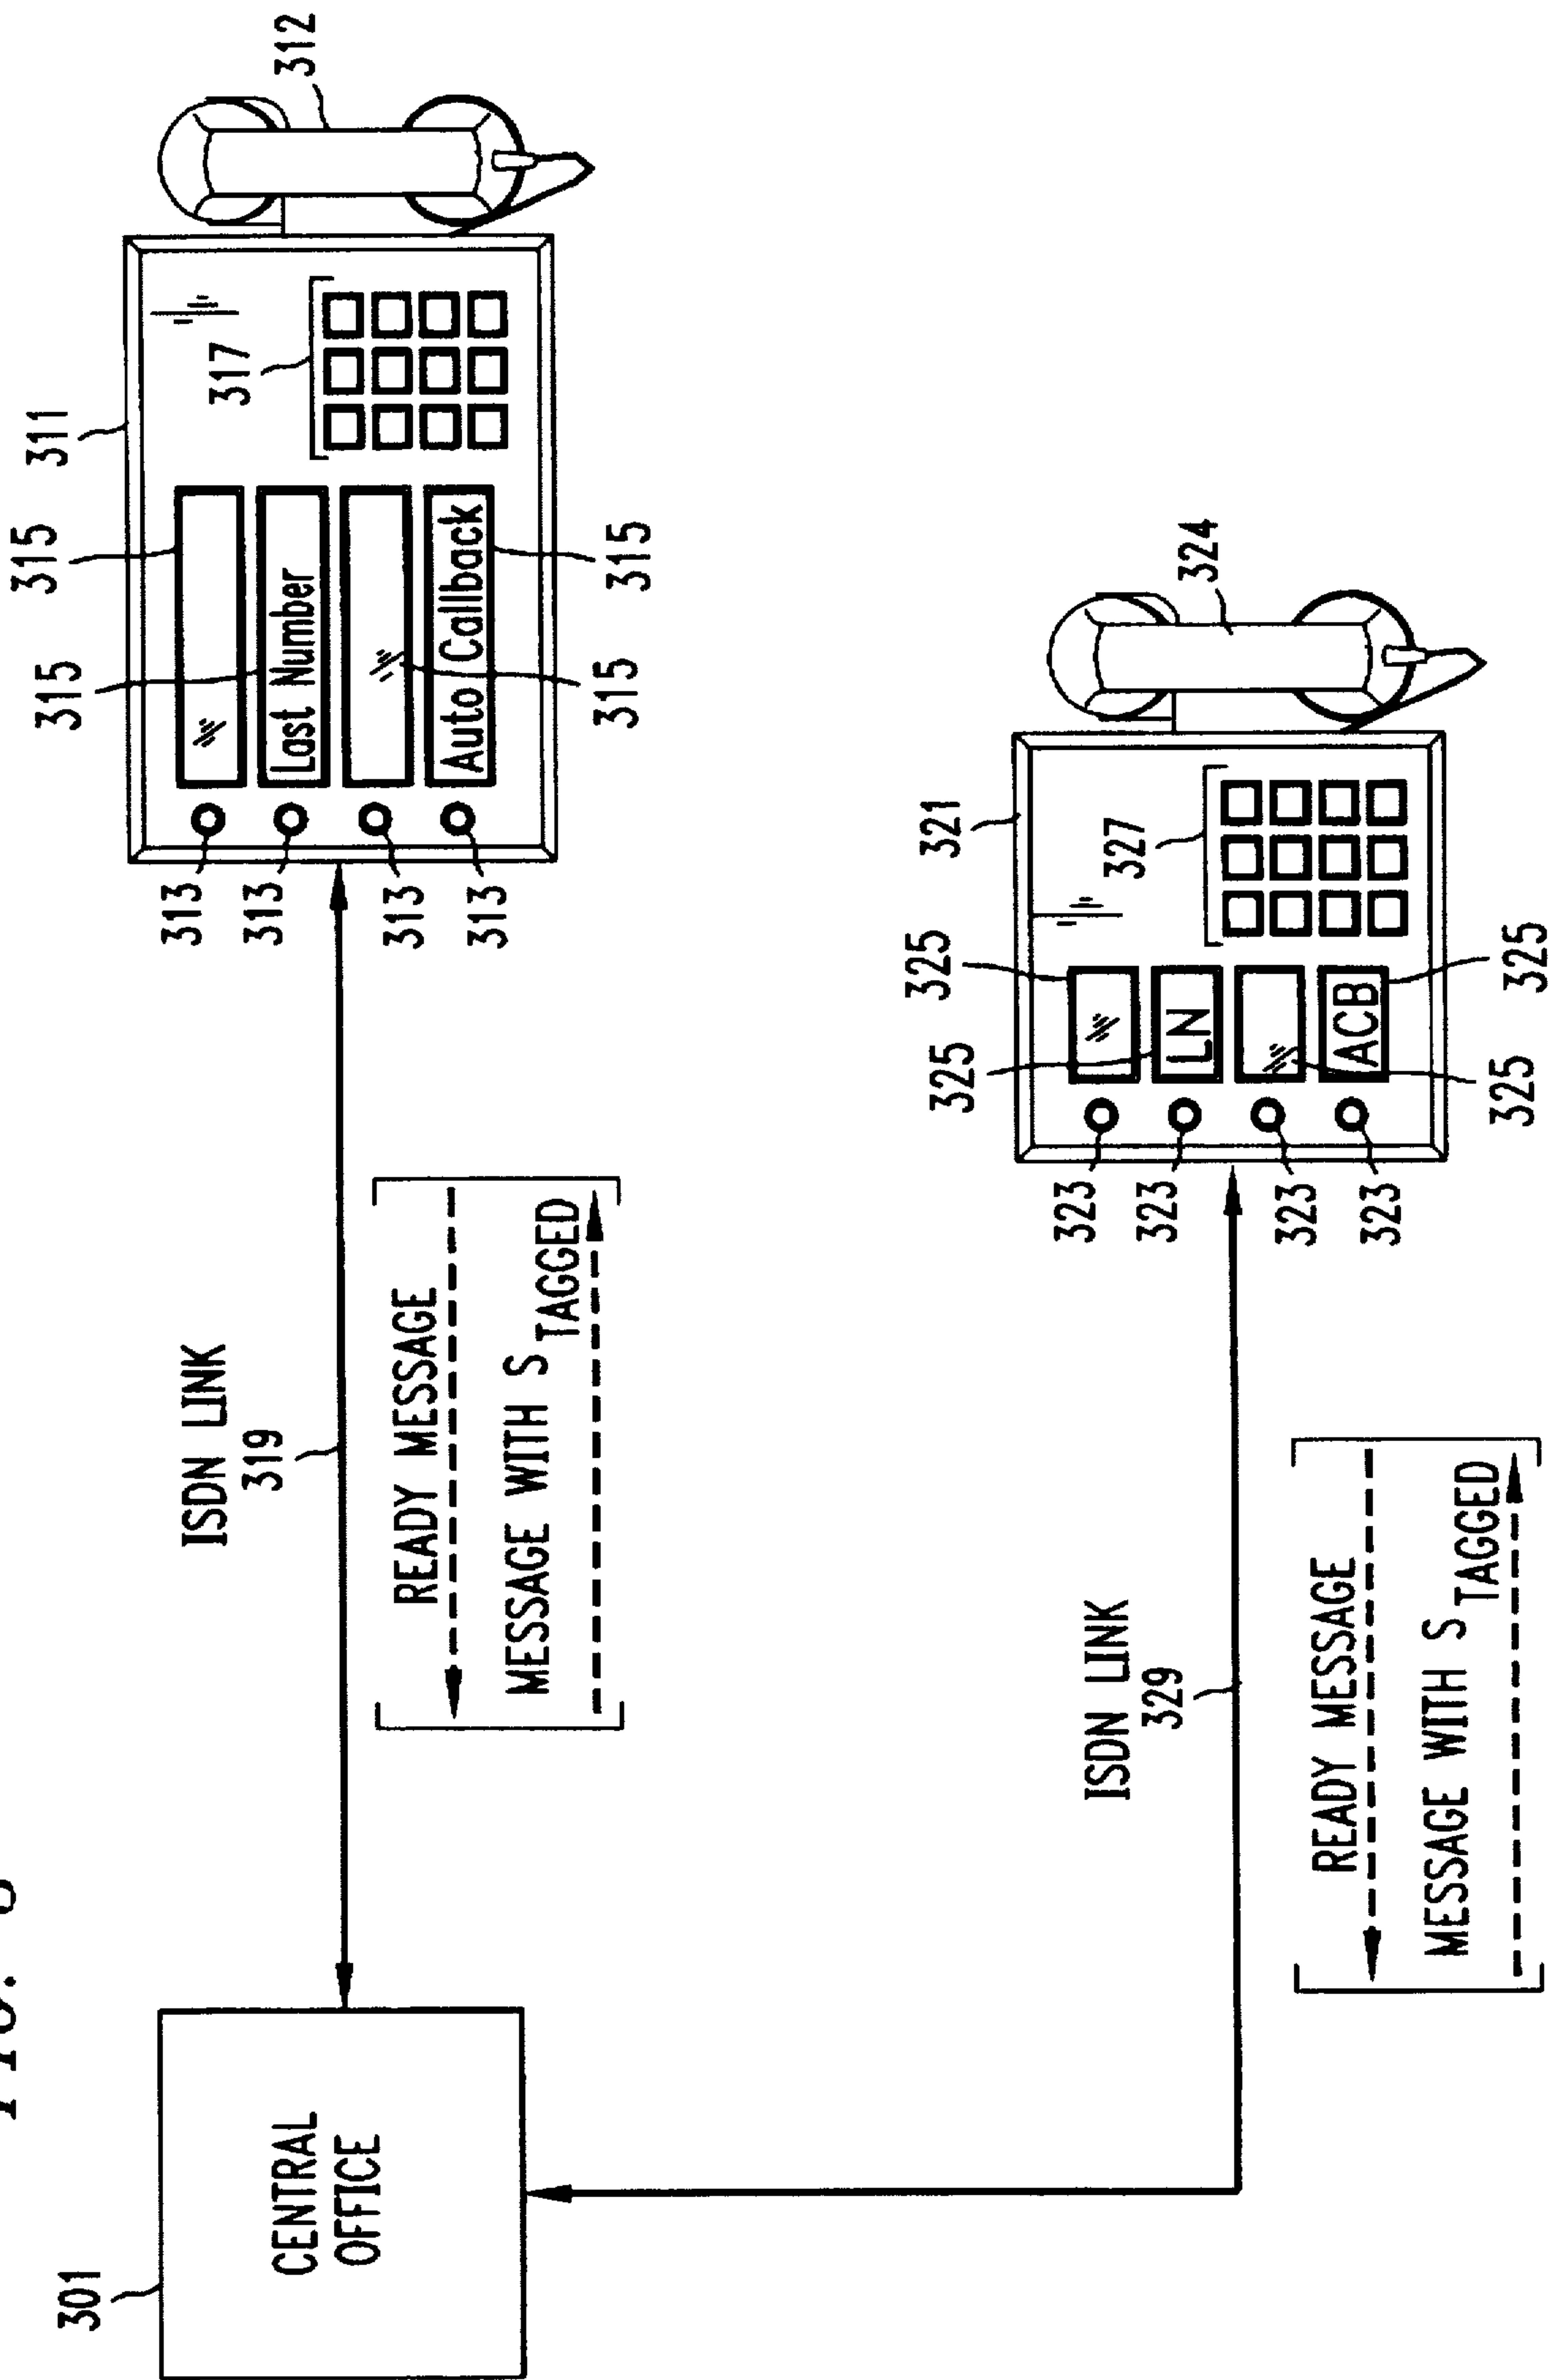 FIG.
301
CENTRAL
OFFICE
ISDN LINK
319
READY MESSAGE
MESSAGE WITH S TAGGED
311
312
313
313
313
313
315
315
315
315
Last Number
Auto Callback
317
ISDN LINK
329
READY MESSAGE
MESSAGE WITH S TAGGED
321
324
323
323
323
323
325
325
325
325
LN
ACB
327